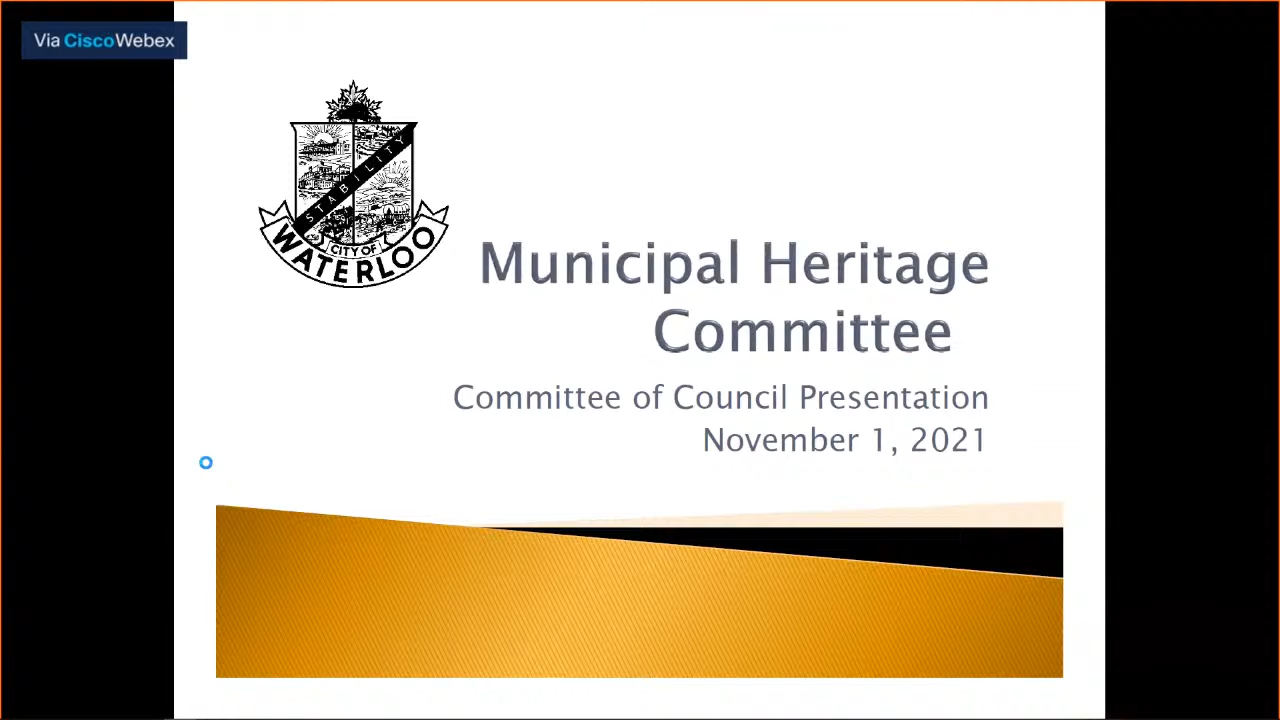 Via CiscoWebex
STABILITY
CITY OF
WATERLOO
Municipal Heritage
Committee
Committee of Council Presentation
November 1, 2021